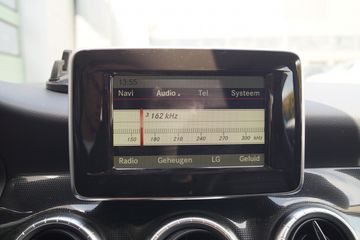 13:55
Navi Audio Tel Systeem
3 162 kHz
150 180 210 240 270 300 kHz
Radio Geheugen LG Geluid